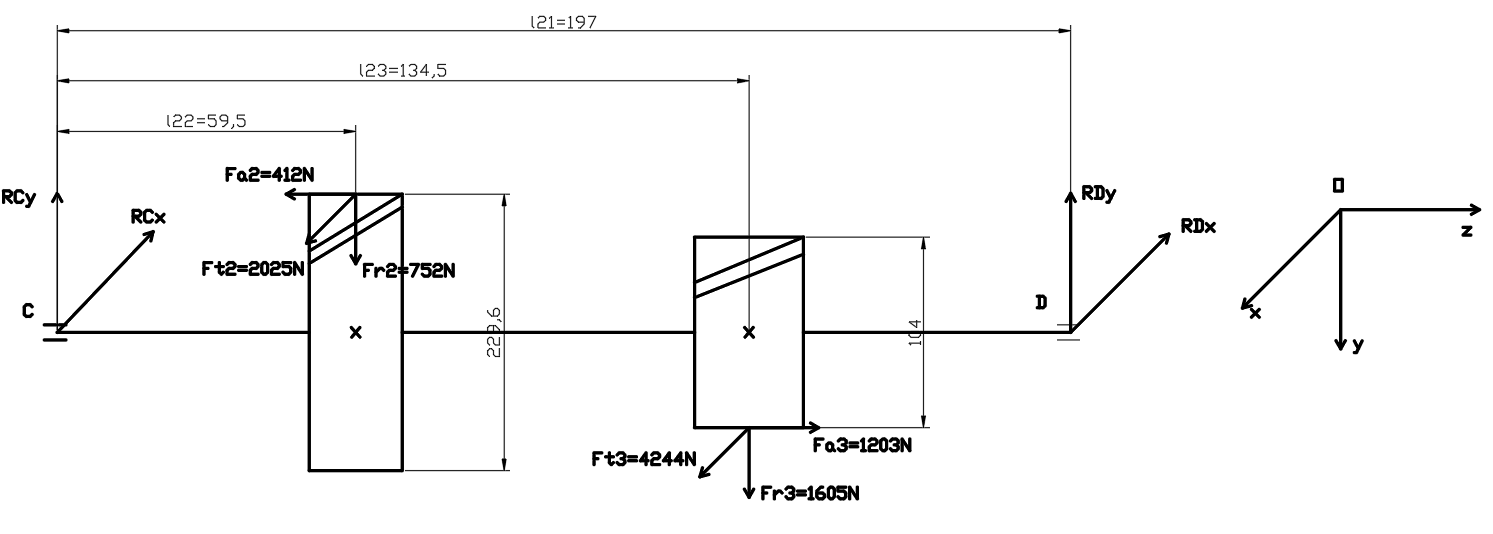 l21=197
l23=134,5
l22=59,5
Fa2=412N
RCy
RDy
O
RCx
RDx
z
Ft2=2025N
Fr2=752N
C
D
x
x
x
229,6
104
y
Fa3=1203N
Ft3=4244N
Fr3=1605N